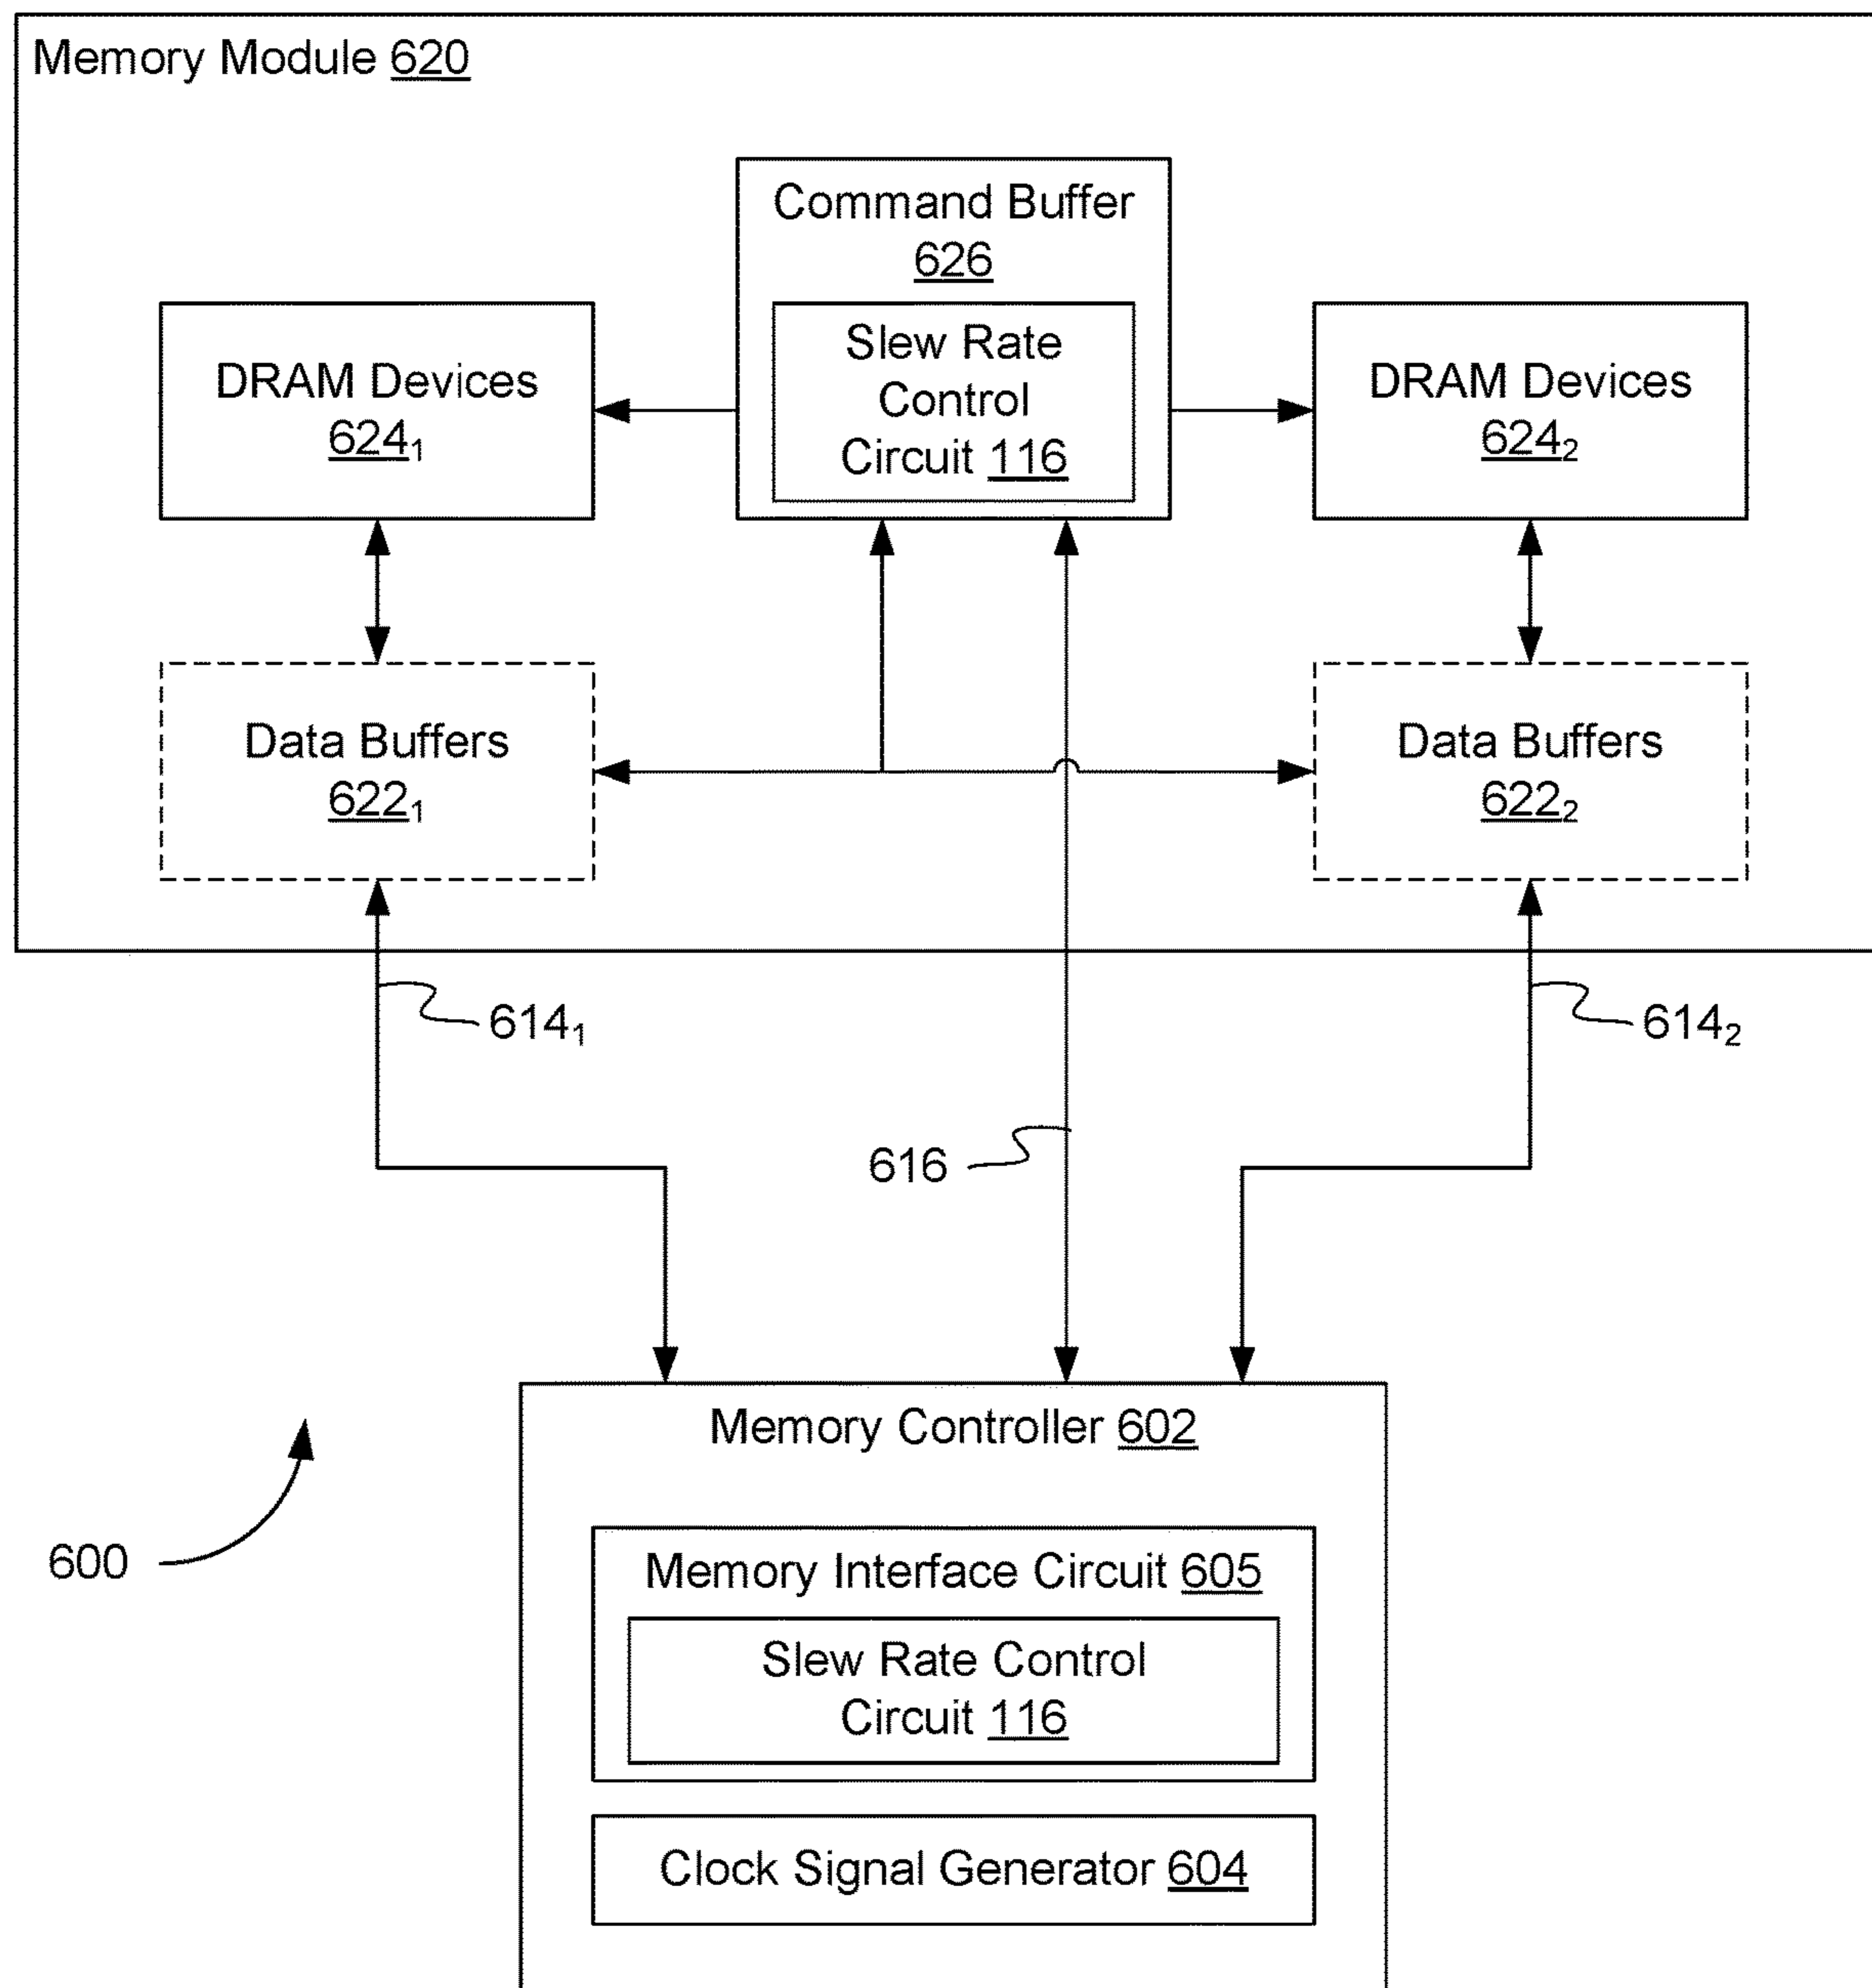 Memory Module 620
Command Buffer
626
Slew Rate
Control
Circuit 116
DRAM Devices
624₁
DRAM Devices
624₂
Data Buffers
622₁
Data Buffers
622₂
614₁
614₂
616
Memory Controller 602
600
Memory Interface Circuit 605
Slew Rate Control
Circuit 116
Clock Signal Generator 604